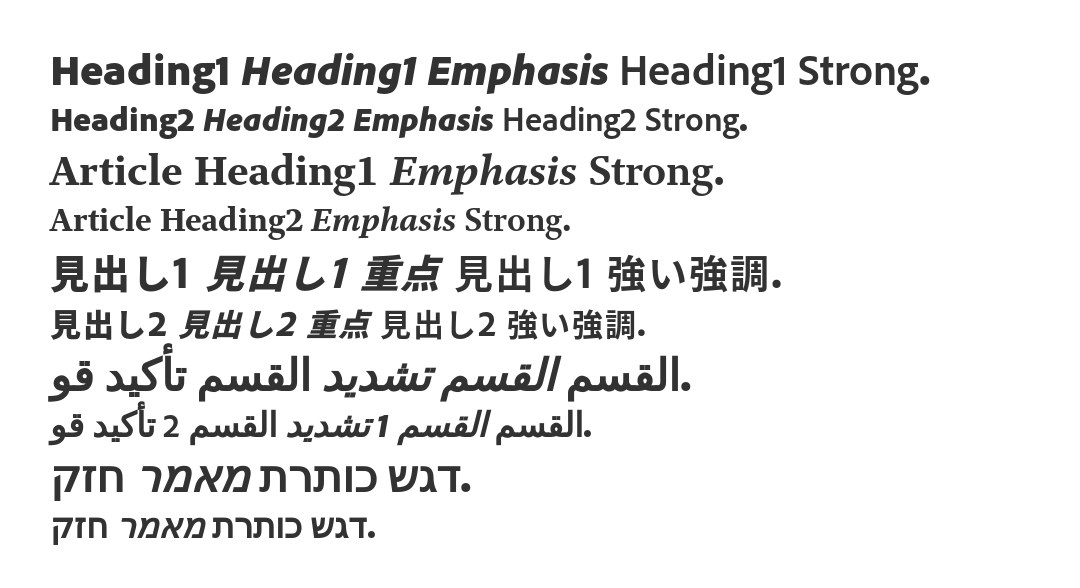 Heading1 Heading1 Emphasis Heading1 Strong.
Heading2 Heading2 Emphasis Heading2 Strong.
Article Heading1 Emphasis Strong.
Article Heading2 Emphasis Strong.
見出し1 見出し1 重点 見出し1 強い強調.
見出し2 見出し2 重点 見出し2 強い強調.
القسم القسم تشديد القسم تأكيد قو.
القسم القسم 1 تشديد القسم 2 تأكيد قو.
דגש כותרת מאמר חזק.
דגש כותרת מאמר חזק.